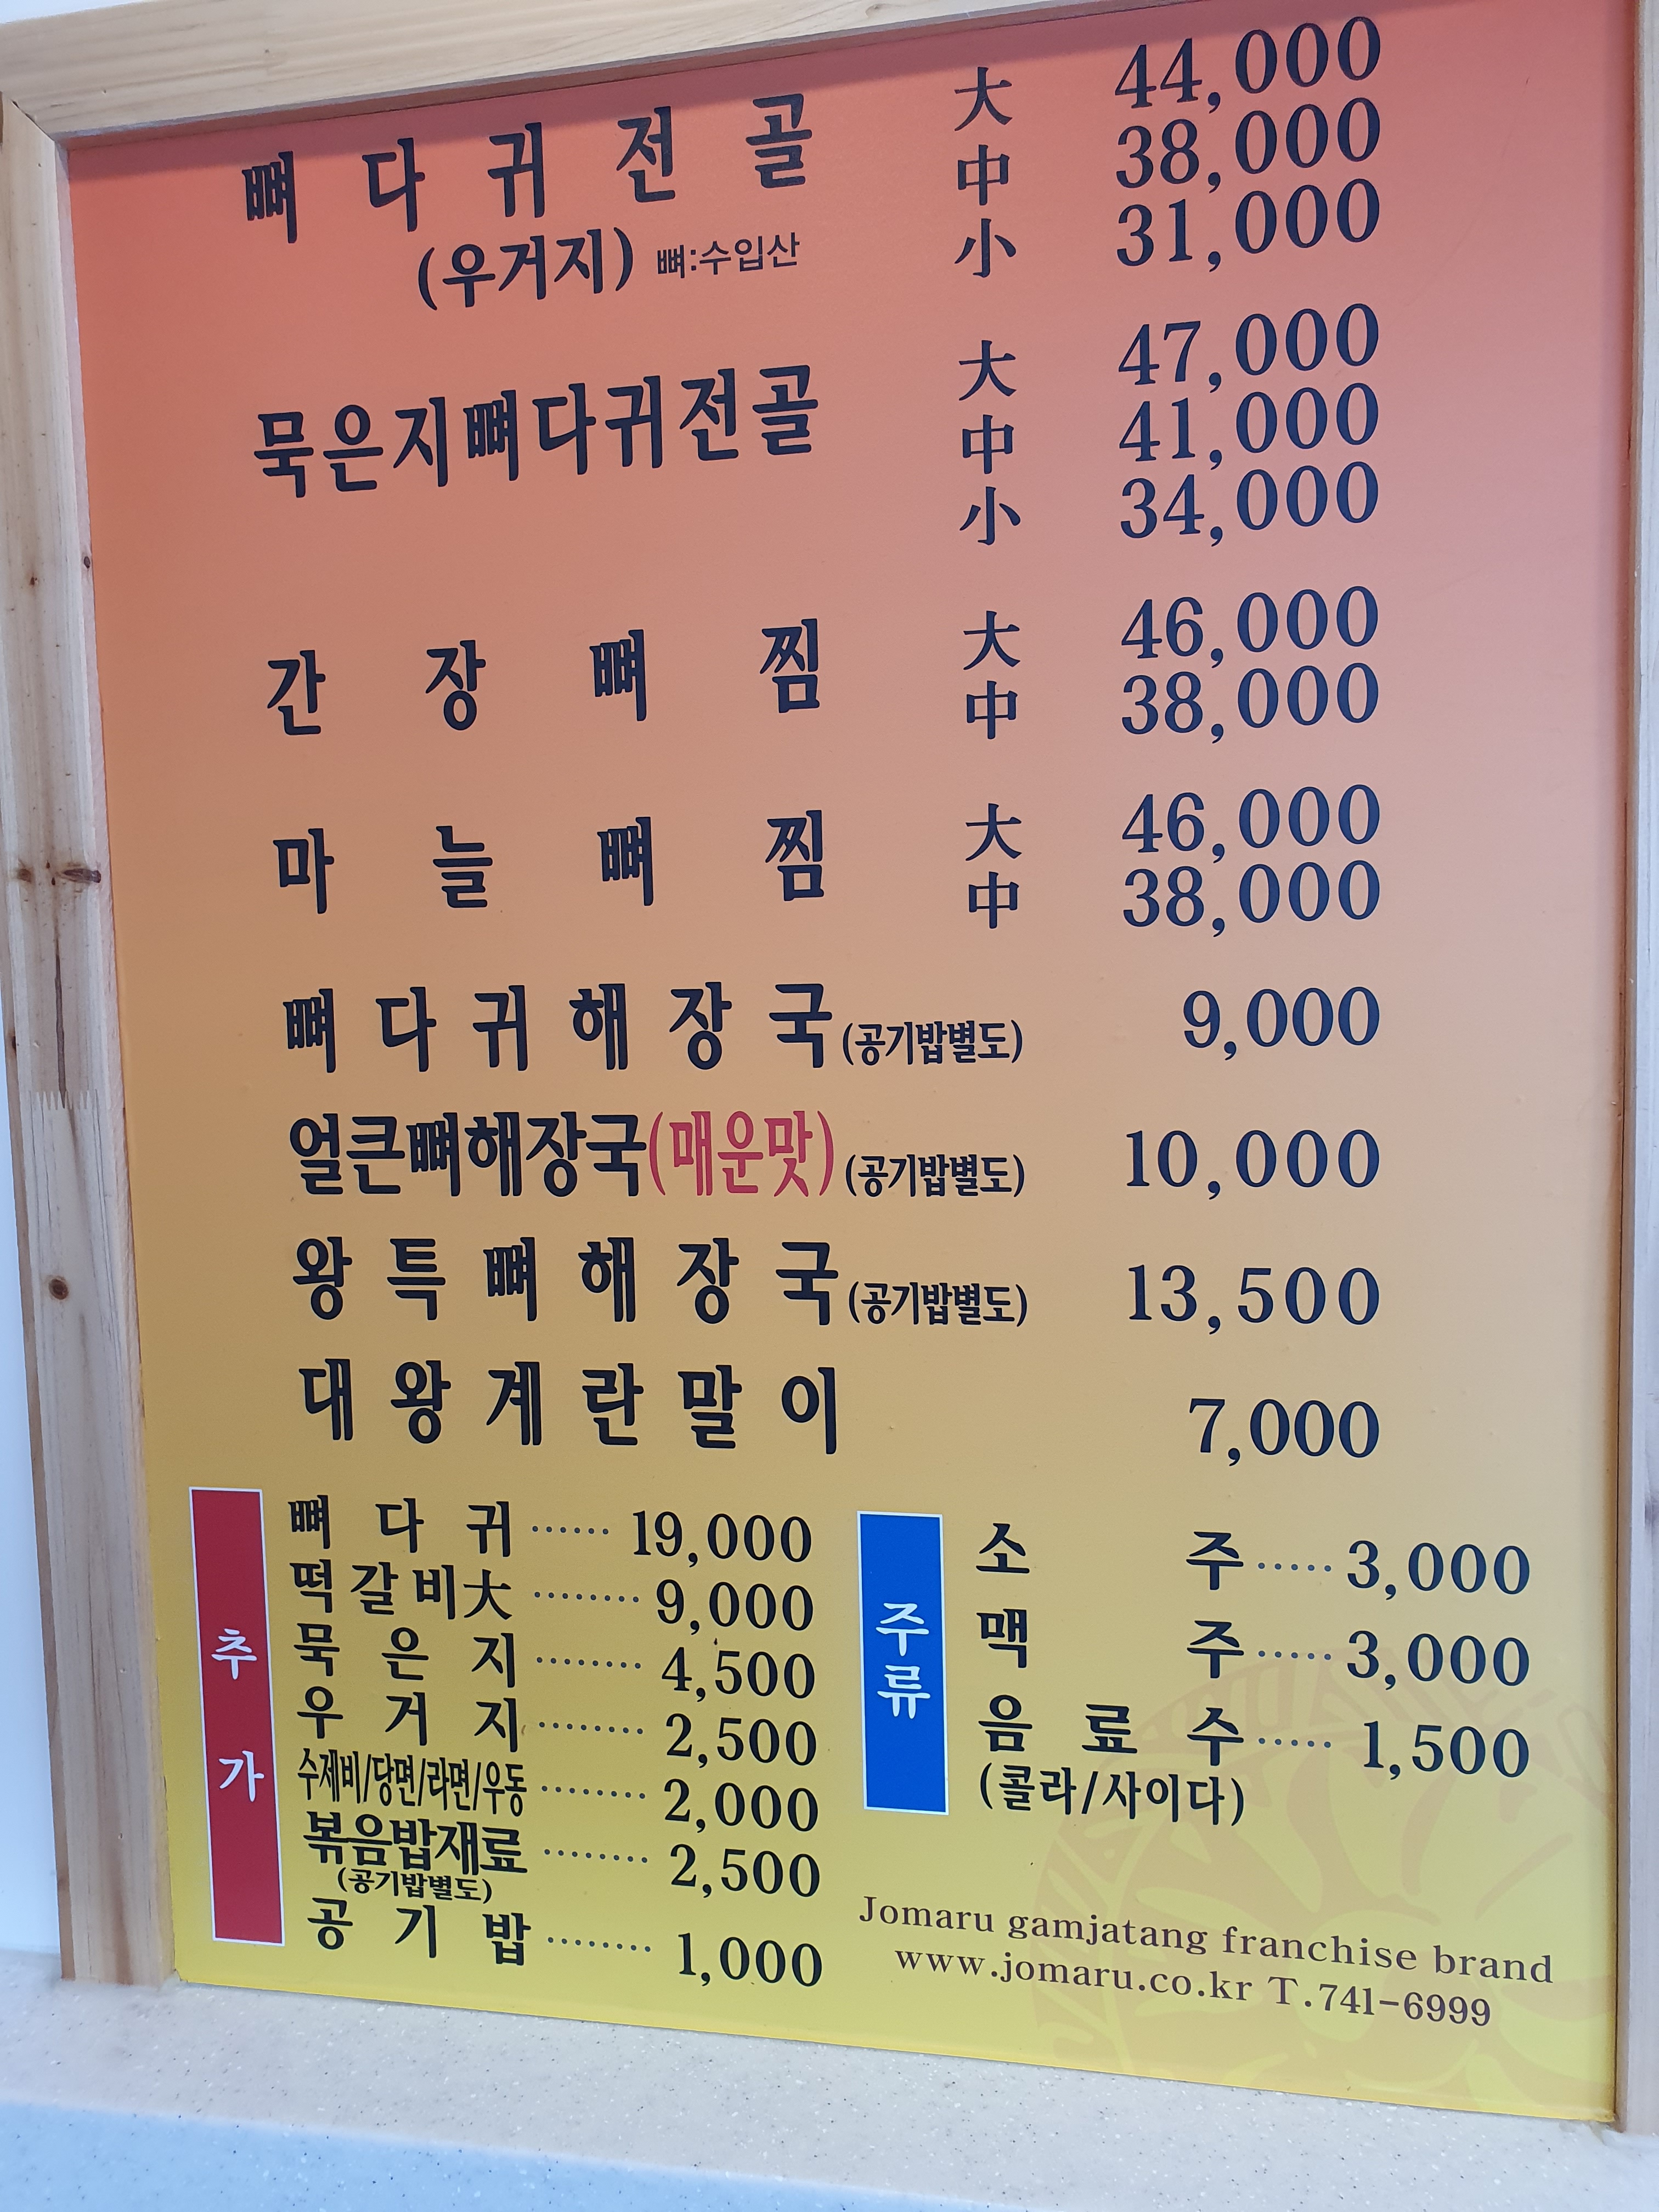 뼈다귀전골 大 44,000
中 38,000
(우거지) 뼈:수입산 小 31,000
묵은지뼈다귀전골 大 47,000
中 41,000
小 34,000
간장뼈찜 大 46,000
中 38,000
마늘뼈찜 大 46,000
中 38,000
뼈다귀해장국(공기밥별도) 9,000
얼큰뼈해장국(매운맛)(공기밥별도) 10,000
왕특뼈해장국(공기밥별도) 13,500
대왕계란말이 7,000
추가
뼈다귀 ······ 19,000
떡갈비大 ········ 9,000
묵은지 ········ 4,500
우거지 ········ 2,500
수제비/당면/라면/우동 ········ 2,000
볶음밥재료 ········ 2,500
(공기밥별도)
공기밥 ········ 1,000
주류
소주 ····· 3,000
맥주 ····· 3,000
음료수 ····· 1,500
(콜라/사이다)
Jomaru gamjatang franchise brand
www.jomaru.co.kr T.741-6999